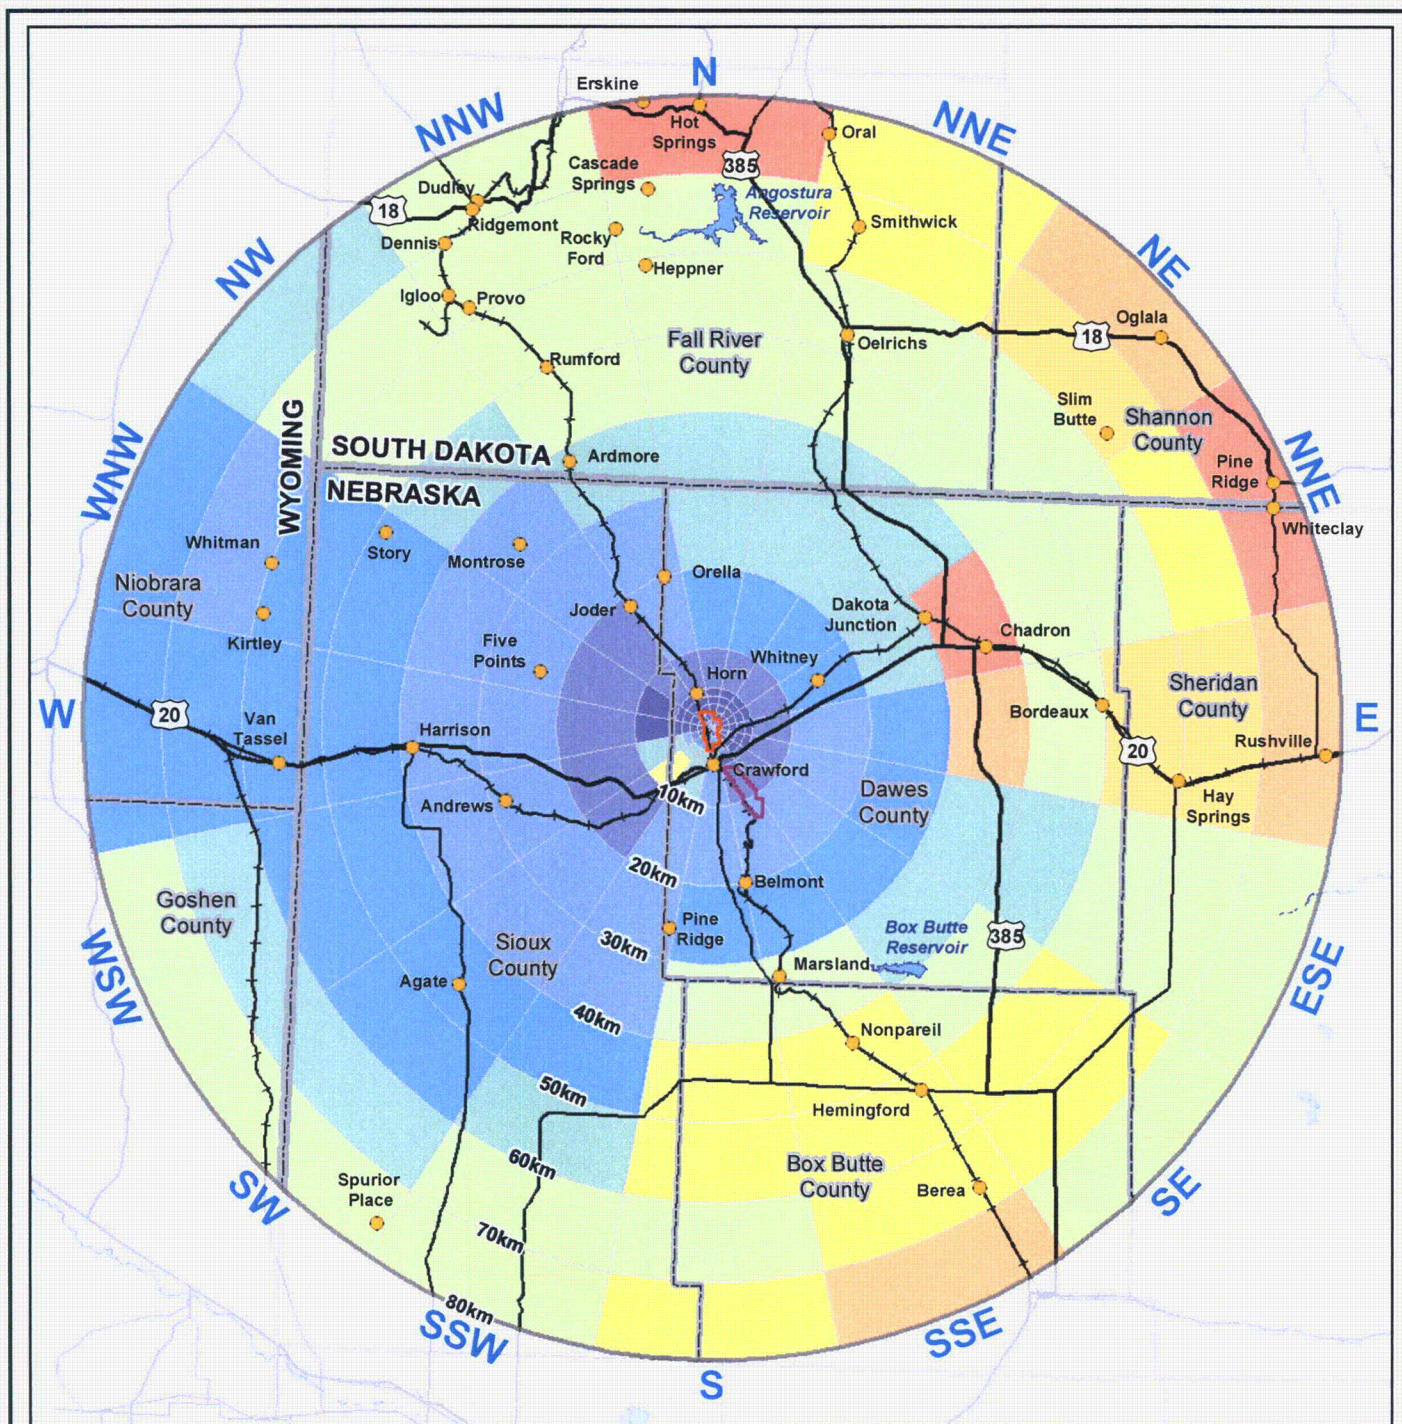 N
Erskine
NNW
NNE
Hot
Springs
Oral
385
Cascade
Springs
Dudley
Angostura
Reservoir
18
Ridgemont
Smithwick
Dennis
Rocky
Ford
NW
NE
Heppner
Igloo
Provo
Oglala
18
Fall River
County
Oelrichs
Rumford
Slim
Butte
Shannon
County
WYOMING
SOUTH DAKOTA
Ardmore
NNE
Pine
Ridge
WNW
NEBRASKA
Whiteclay
Whitman
Story
Montrose
Orella
Niobrara
County
Joder
Dakota
Junction
Chadron
Kirtley
Five
Points
Whitney
Horn
Sheridan
County
W
20
Van
Tassel
Harrison
Bordeaux
E
20
Rushville
Crawford
Andrews
10km
Dawes
County
Hay
Springs
20km
Belmont
Goshen
County
Pine
Ridge
Box Butte
Reservoir
385
30km
Sioux
County
Marsland
WSW
ESE
Agate
40km
Nonpareil
50km
Hemingford
60km
Box Butte
County
Berea
Spurior
Place
SW
SE
70km
80km
SSW
SSE
S